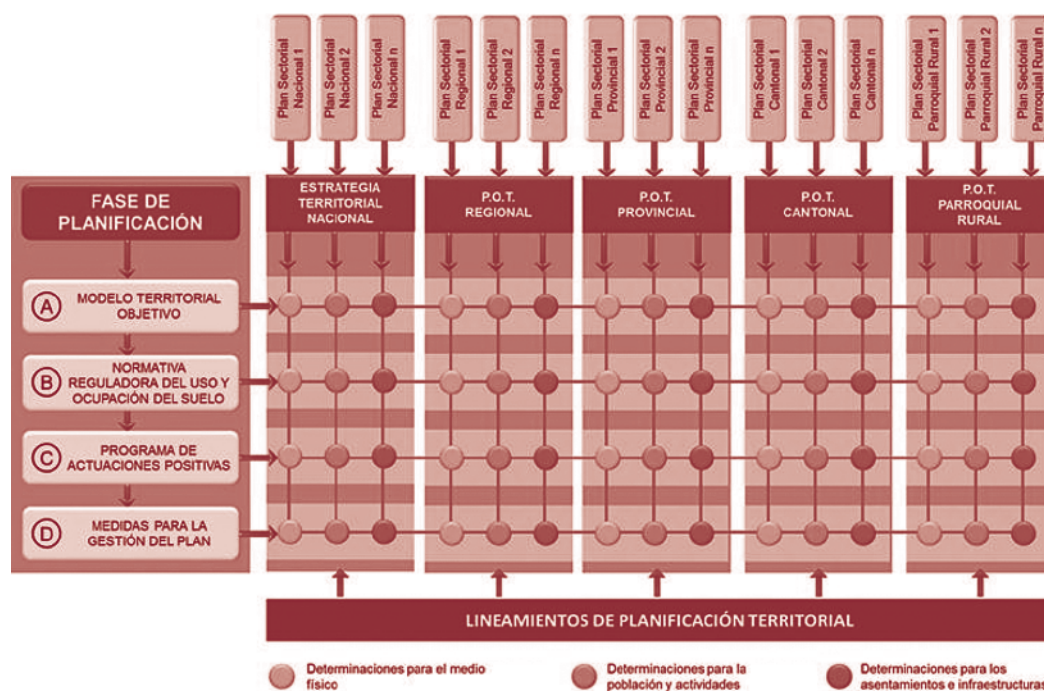 Plan Sectorial
Nacional 1
Plan Sectorial
Nacional 2
Plan Sectorial
Nacional n
Plan Sectorial
Regional 1
Plan Sectorial
Regional 2
Plan Sectorial
Regional n
Plan Sectorial
Provincial 1
Plan Sectorial
Provincial 2
Plan Sectorial
Provincial n
Plan Sectorial
Cantonal 1
Plan Sectorial
Cantonal 2
Plan Sectorial
Cantonal n
Plan Sectorial
Parroquial Rural 1
Plan Sectorial
Parroquial Rural 2
Plan Sectorial
Parroquial Rural n
FASE DE
PLANIFICACIÓN
ESTRATEGIA
TERRITORIAL
NACIONAL
P.O.T.
REGIONAL
P.O.T.
PROVINCIAL
P.O.T.
CANTONAL
P.O.T.
PARROQUIAL
RURAL
A MODELO TERRITORIAL
OBJETIVO
B NORMATIVA
REGULADORA DEL USO Y
OCUPACIÓN DEL SUELO
C PROGRAMA DE
ACTUACIONES POSITIVAS
D MEDIDAS PARA LA
GESTIÓN DEL PLAN
LINEAMIENTOS DE PLANIFICACIÓN TERRITORIAL
Determinaciones para el medio
físico
Determinaciones para la
población y actividades
Determinaciones para los
asentamientos e infraestructuras